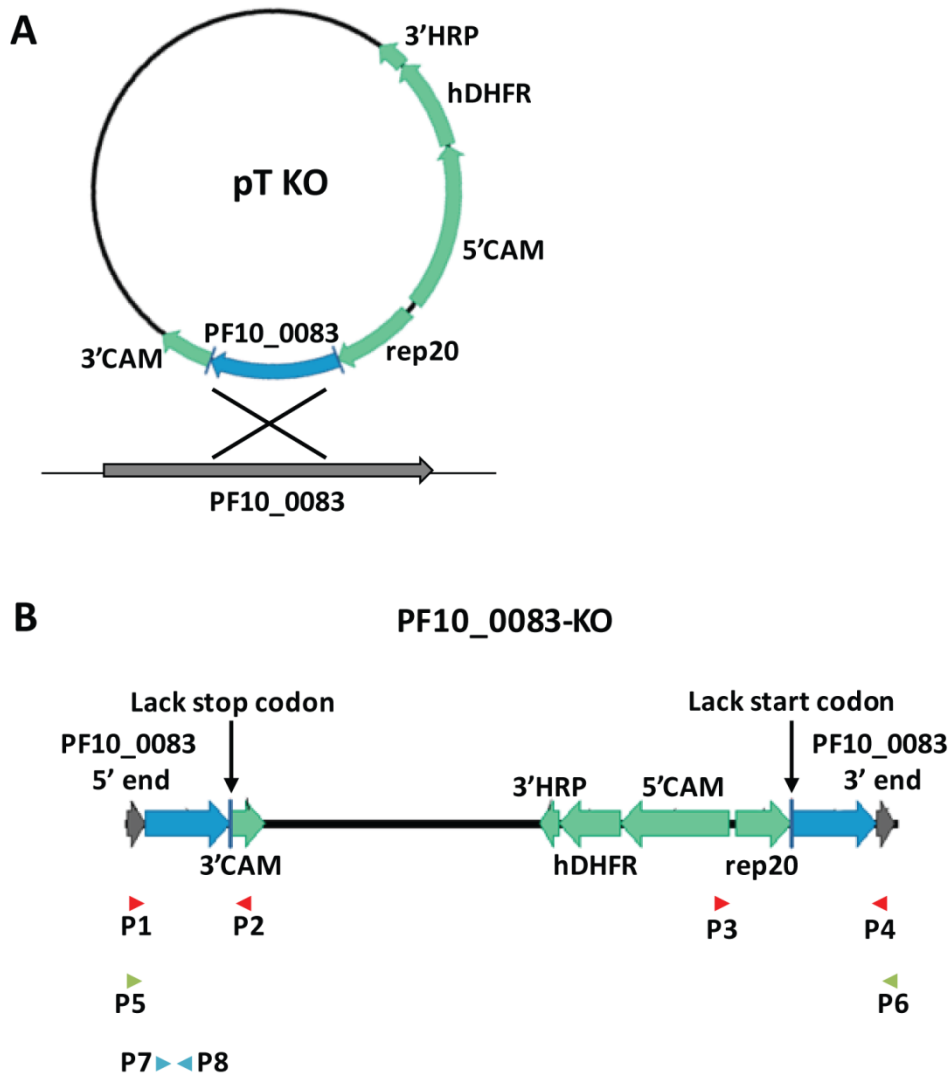 A
3'HRP
hDHFR
pT KO
5'CAM
PF10_0083
3'CAM
rep20
PF10_0083
B
PF10_0083-KO
Lack stop codon
Lack start codon
PF10_0083
5' end
PF10_0083
3' end
3'HRP
5'CAM
3'CAM
hDHFR
rep20
P1
P2
P3
P4
P5
P6
P7
P8